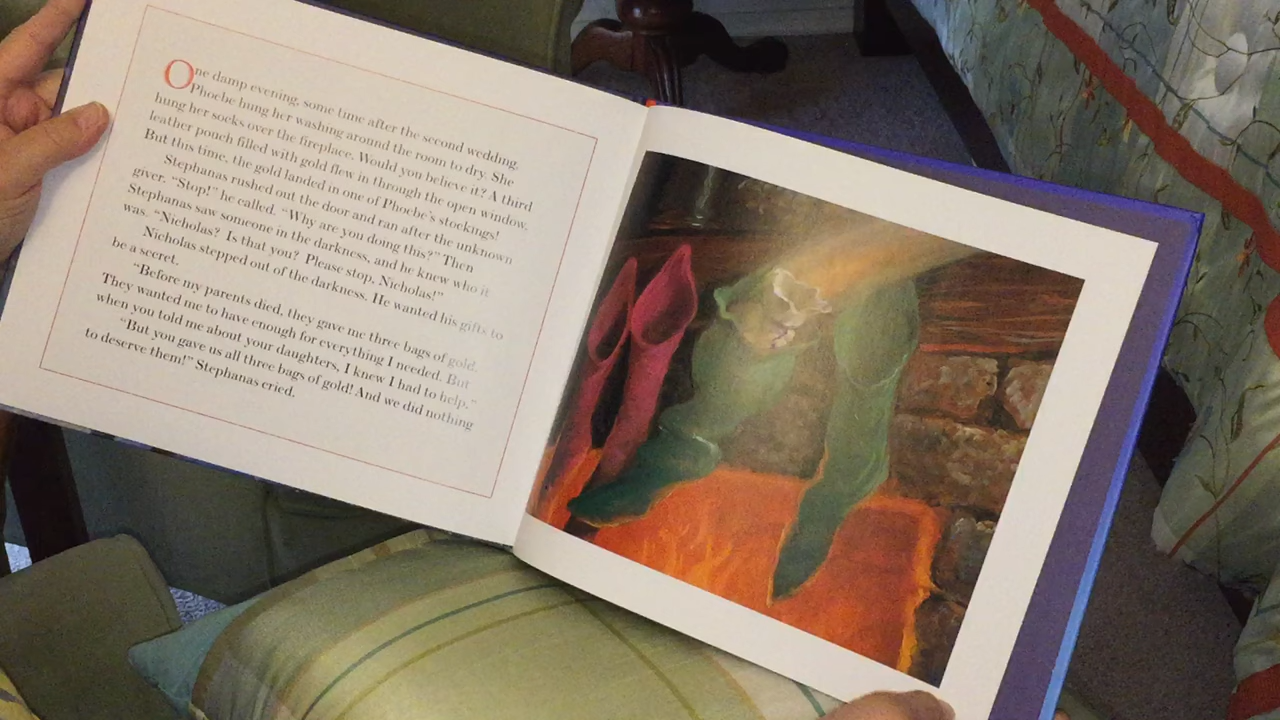 One damp evening, some time after the second wedding,
Phoebe hung her washing around the room to dry. She
hung her socks over the fireplace. Would you believe it? A third
leather pouch filled with gold flew in through the open window.
But this time, the gold landed in one of Phoebe's stockings!
Stephanas rushed out the door and ran after the unknown
giver. “Stop!” he called. “Why are you doing this?” Then
Stephanas saw someone in the darkness, and he knew who it
was. “Nicholas? Is that you? Please stop, Nicholas!”
Nicholas stepped out of the darkness. He wanted his gifts to
be a secret.
“Before my parents died, they gave me three bags of gold.
They wanted me to have enough for everything I needed. But
when you told me about your daughters, I knew I had to help.”
“But you gave us all three bags of gold! And we did nothing
to deserve them!” Stephanas cried.